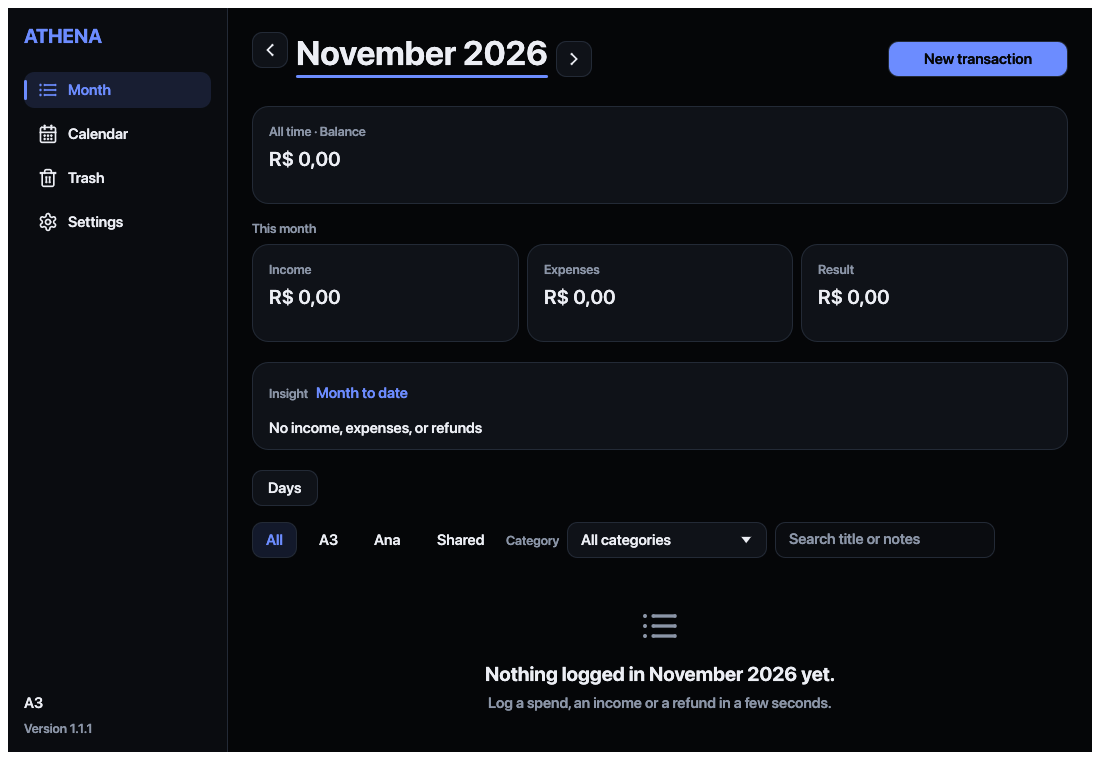 ATHENA
Month
Calendar
Trash
Settings
A3
Version 1.1.1
November 2026
New transaction
All time · Balance
R$ 0,00
This month
Income
R$ 0,00
Expenses
R$ 0,00
Result
R$ 0,00
Insight Month to date
No income, expenses, or refunds
Days
All A3 Ana Shared Category All categories Search title or notes
Nothing logged in November 2026 yet.
Log a spend, an income or a refund in a few seconds.